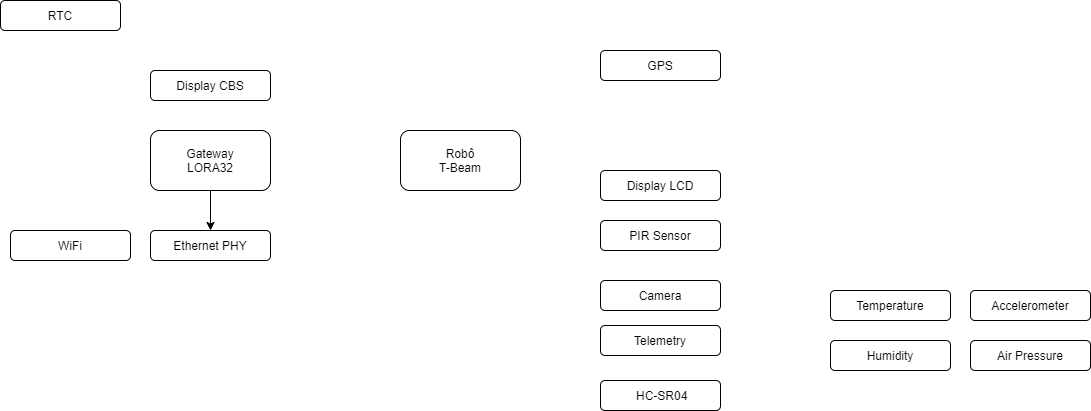 RTC
GPS
Display CBS
Gateway
LORA32
Robô
T-Beam
Display LCD
PIR Sensor
WiFi
Ethernet PHY
Camera
Temperature
Accelerometer
Telemetry
Humidity
Air Pressure
HC-SR04